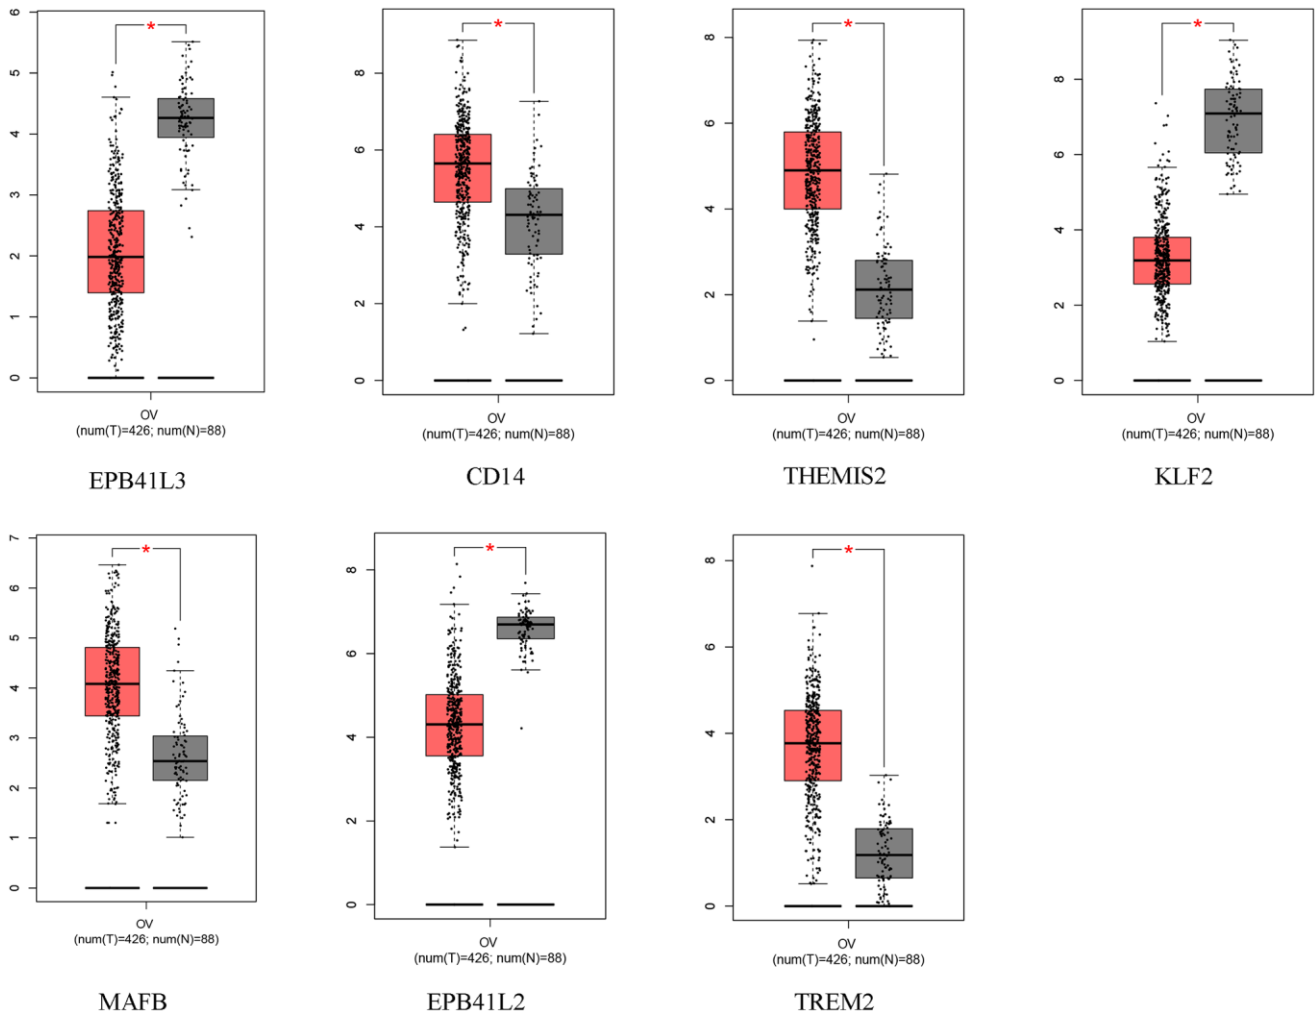 6
5
4
3
2
1
0
*
OV
(num(T)=426; num(N)=88)
EPB41L3
8
6
4
2
0
*
OV
(num(T)=426; num(N)=88)
CD14
8
6
4
2
0
*
OV
(num(T)=426; num(N)=88)
THEMIS2
8
6
4
2
0
*
OV
(num(T)=426; num(N)=88)
KLF2
7
6
5
4
3
2
1
0
*
OV
(num(T)=426; num(N)=88)
MAFB
8
6
4
2
0
*
OV
(num(T)=426; num(N)=88)
EPB41L2
8
6
4
2
0
*
OV
(num(T)=426; num(N)=88)
TREM2